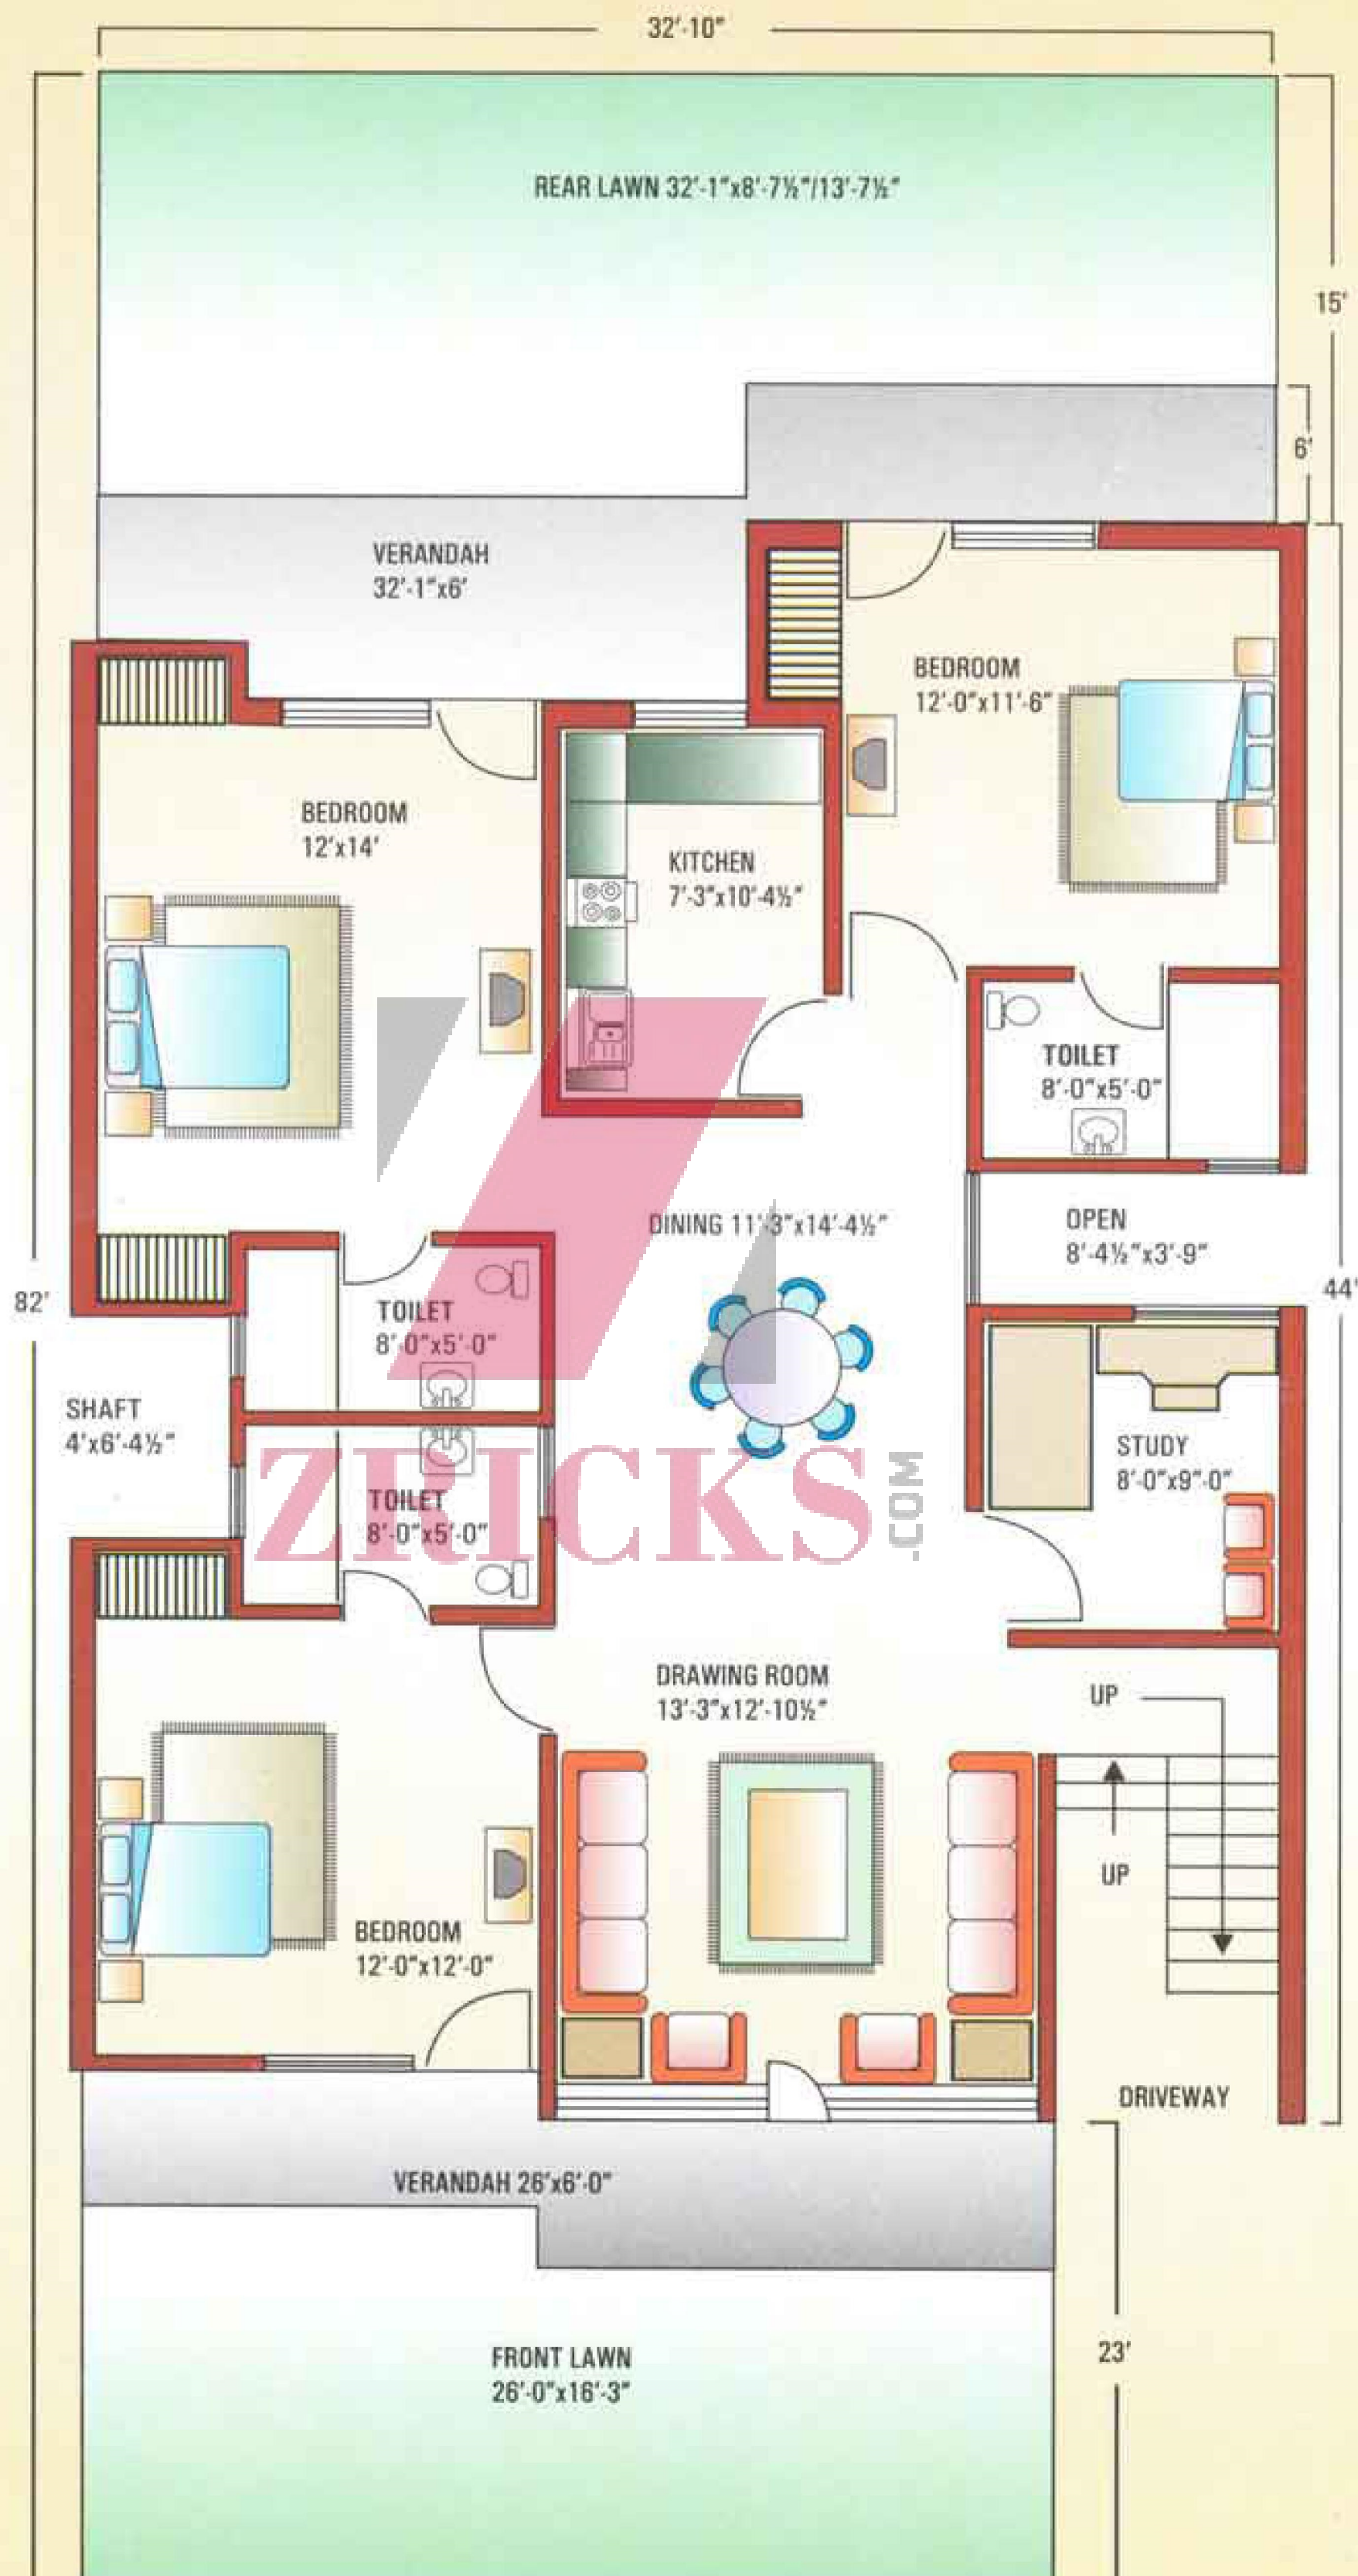 32'-10"
REAR LAWN 32'-1"x8'-7½"/13'-7½"
15'
6'
VERANDAH
32'-1"x6'
BEDROOM
12'-0"x11'-6"
BEDROOM
12'x14'
KITCHEN
7'-3"x10'-4½"
TOILET
8'-0"x5'-0"
DINING 11'-3"x14'-4½"
OPEN
8'-4½"x3'-9"
82'
44'
TOILET
8'-0"x5'-0"
SHAFT
4'x6'-4½"
STUDY
8'-0"x9"-0"
ZRICKS
.COM
TOILET
8'-0"x5'-0"
DRAWING ROOM
13'-3"x12'-10½"
UP
UP
BEDROOM
12'-0"x12'-0"
DRIVEWAY
VERANDAH 26'x6'-0"
FRONT LAWN
26'-0"x16'-3"
23'